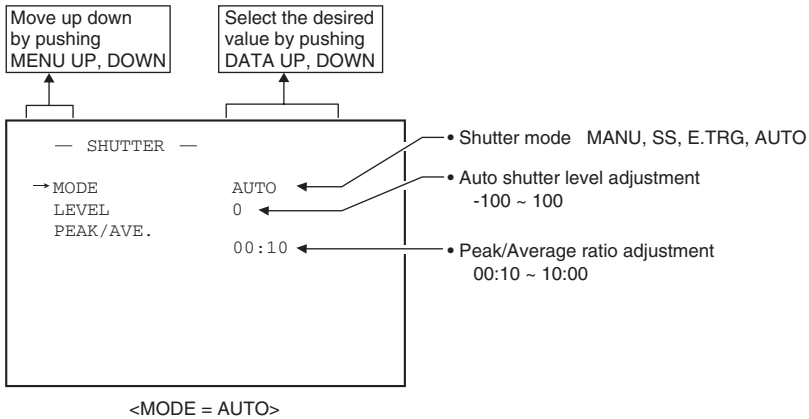 Move up down
by pushing
MENU UP, DOWN
Select the desired
value by pushing
DATA UP, DOWN
— SHUTTER —
→MODE AUTO
LEVEL 0
PEAK/AVE.
00:10
• Shutter mode MANU, SS, E.TRG, AUTO
• Auto shutter level adjustment
-100 ~ 100
• Peak/Average ratio adjustment
00:10 ~ 10:00
<MODE = AUTO>